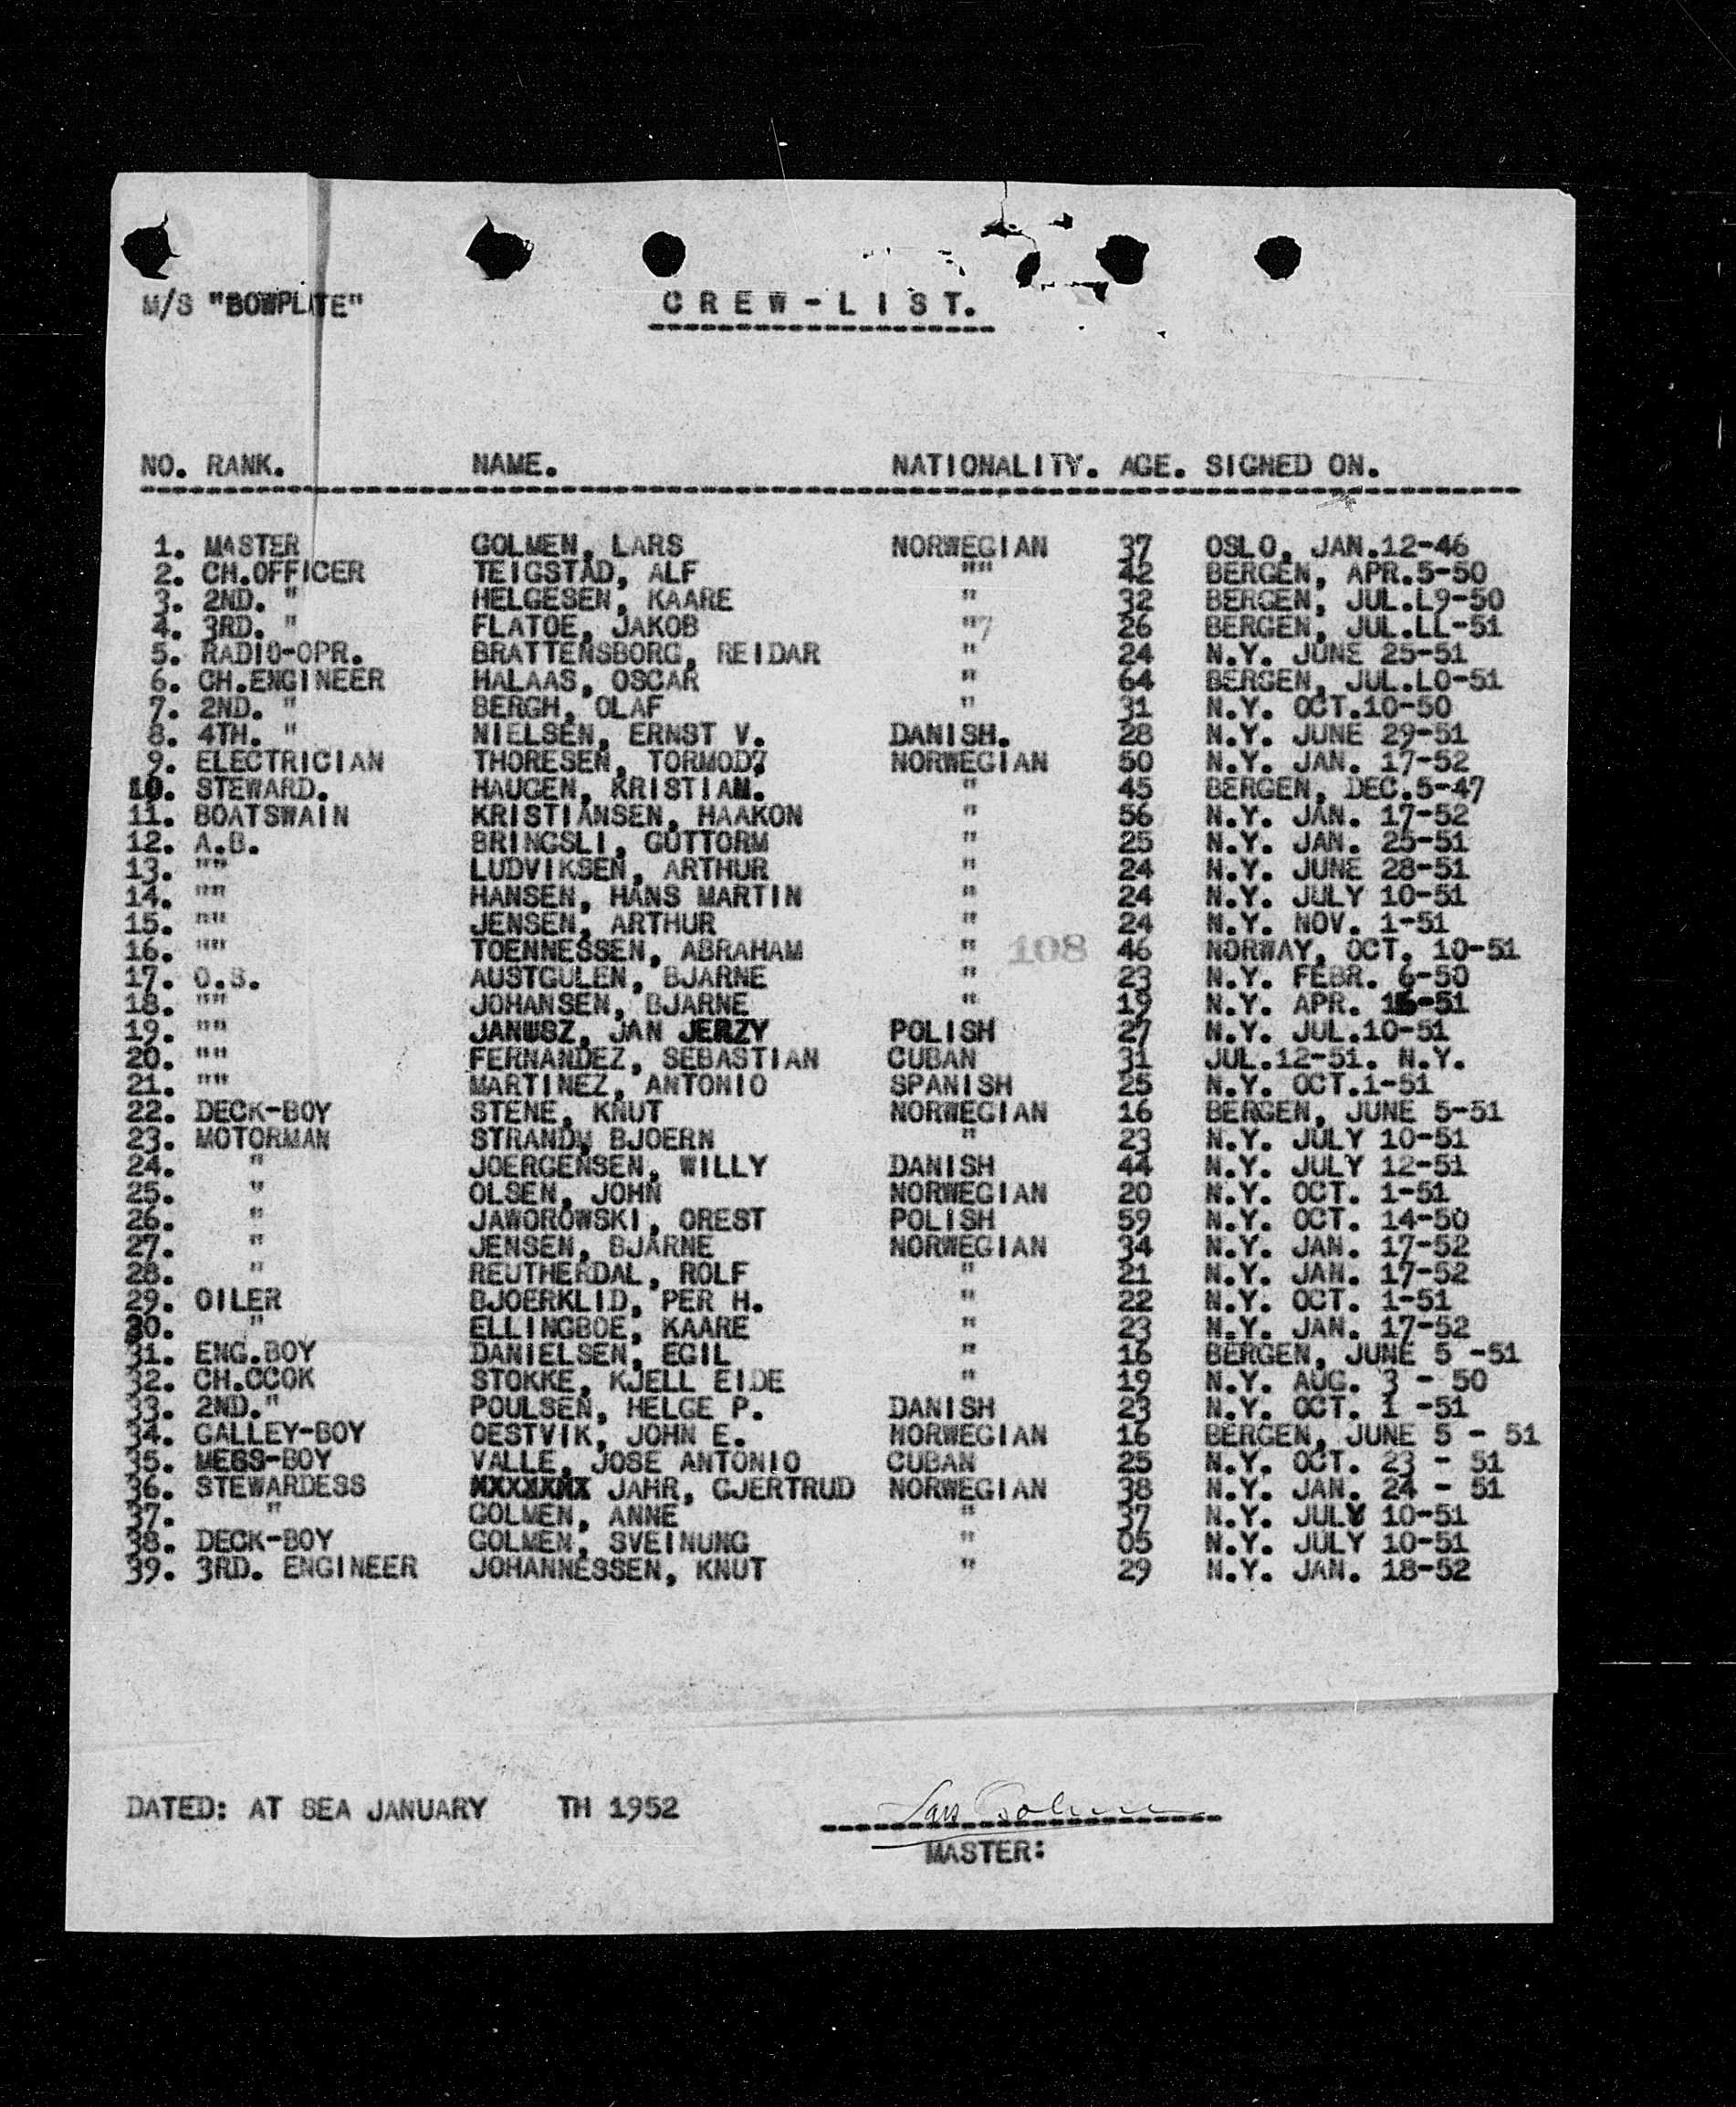 M/S "BOWPLATE" CREW-LIST.
NO. RANK. NAME. NATIONALITY. AGE. SIGNED ON.
1. MASTER GOLMEN, LARS NORWEGIAN 37 OSLO, JAN.12-46
2. CH.OFFICER TEIGSTAD, ALF "" 42 BERGEN, APR.5-50
3. 2ND. " HELGESEN, KAARE " 32 BERGEN, JUL.L9-50
4. 3RD. " FLATOE, JAKOB "7 26 BERGEN, JUL.LL-51
5. RADIO-OPR. BRATTENSBORG, REIDAR " 24 N.Y. JUNE 25-51
6. CH.ENGINEER HALAAS, OSCAR " 64 BERGEN, JUL.LO-51
7. 2ND. " BERGH, OLAF " 31 N.Y. OCT.10-50
8. 4TH. " NIELSEN, ERNST V. DANISH. 28 N.Y. JUNE 29-51
9. ELECTRICIAN THORESEN, TORMOD7 NORWEGIAN 50 N.Y. JAN. 17-52
10. STEWARD. HAUGEN, KRISTIAN. " 45 BERGEN, DEC.5-47
11. BOATSWAIN KRISTIANSEN, HAAKON " 56 N.Y. JAN. 17-52
12. A.B. BRINGSLI, GUTTORM " 25 N.Y. JAN. 25-51
13. "" LUDVIKSEN, ARTHUR " 24 N.Y. JUNE 28-51
14. "" HANSEN, HANS MARTIN " 24 N.Y. JULY 10-51
15. "" JENSEN, ARTHUR " 24 N.Y. NOV. 1-51
16. "" TOENNESSEN, ABRAHAM " 108 46 NORWAY, OCT. 10-51
17. O.S. AUSTGULEN, BJARNE " 23 N.Y. FEBR. 6-50
18. "" JOHANSEN, BJARNE " 19 N.Y. APR. 16-51
19. "" JANUSZ, JAN JERZY POLISH 27 N.Y. JUL.10-51
20. "" FERNANDEZ, SEBASTIAN CUBAN 31 JUL.12-51. N.Y.
21. "" MARTINEZ, ANTONIO SPANISH 25 N.Y. OCT.1-51
22. DECK-BOY STENE, KNUT NORWEGIAN 16 BERGEN, JUNE 5-51
23. MOTORMAN STRAND, BJOERN " 23 N.Y. JULY 10-51
24. " JOERGENSEN, WILLY DANISH 44 N.Y. JULY 12-51
25. " OLSEN, JOHN NORWEGIAN 20 N.Y. OCT. 1-51
26. " JAWOROWSKI, OREST POLISH 59 N.Y. OCT. 14-50
27. " JENSEN, BJARNE NORWEGIAN 34 N.Y. JAN. 17-52
28. " REUTHERDAL, ROLF " 21 N.Y. JAN. 17-52
29. OILER BJOERKLID, PER H. " 22 N.Y. OCT. 1-51
30. " ELLINGBOE, KAARE " 23 N.Y. JAN. 17-52
31. ENG.BOY DANIELSEN, EGIL " 16 BERGEN, JUNE 5 -51
32. CH.COOK STOKKE, KJELL EIDE " 19 N.Y. AUG. 3 - 50
33. 2ND." POULSEN, HELGE P. DANISH 23 N.Y. OCT. 1 -51
34. GALLEY-BOY OESTVIK, JOHN E. NORWEGIAN 16 BERGEN, JUNE 5 - 51
35. MESS-BOY VALLE, JOSE ANTONIO CUBAN 25 N.Y. OCT. 23 - 51
36. STEWARDESS JAHR, GJERTRUD NORWEGIAN 38 N.Y. JAN. 24 - 51
37. " GOLMEN, ANNE " 37 N.Y. JULY 10-51
38. DECK-BOY GOLMEN, SVEINUNG " 05 N.Y. JULY 10-51
39. 3RD. ENGINEER JOHANNESSEN, KNUT " 29 N.Y. JAN. 18-52
DATED: AT SEA JANUARY TH 1952 Lars Golmen
MASTER: